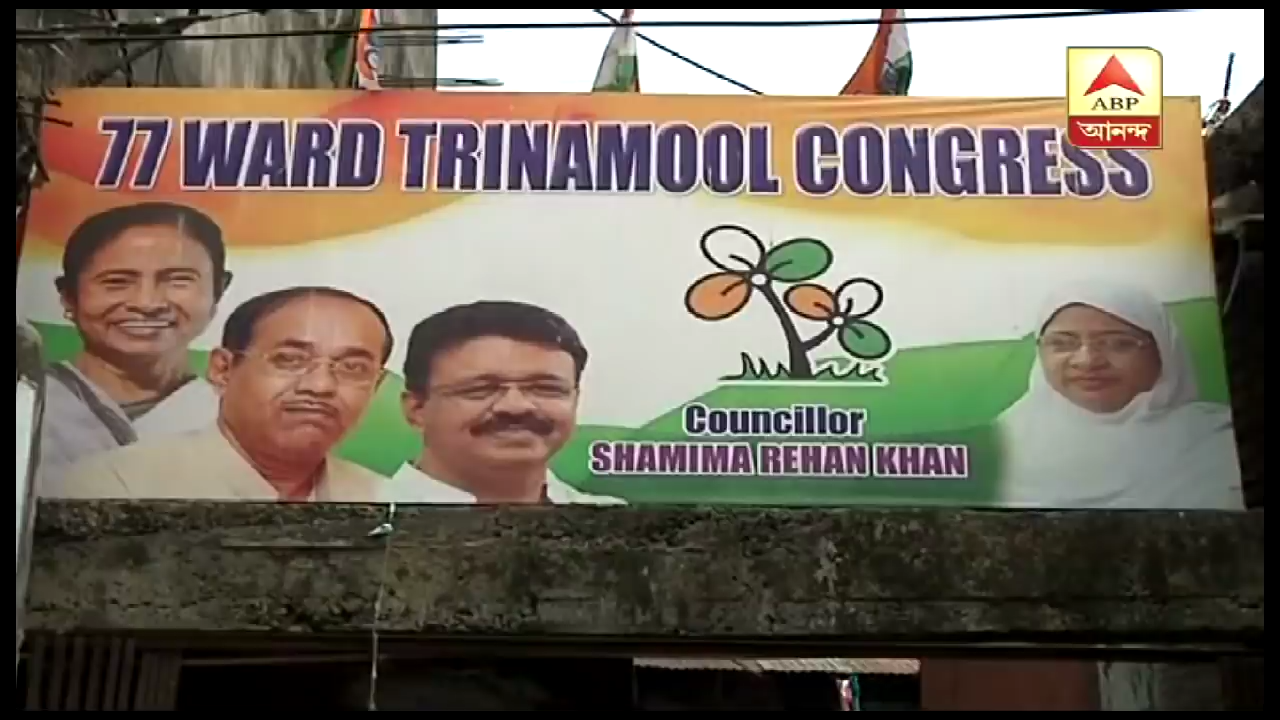 77 WARD TRINAMOOL CONGRESS
ABP
আনন্দ
Councillor
SHAMIMA REHAN KHAN